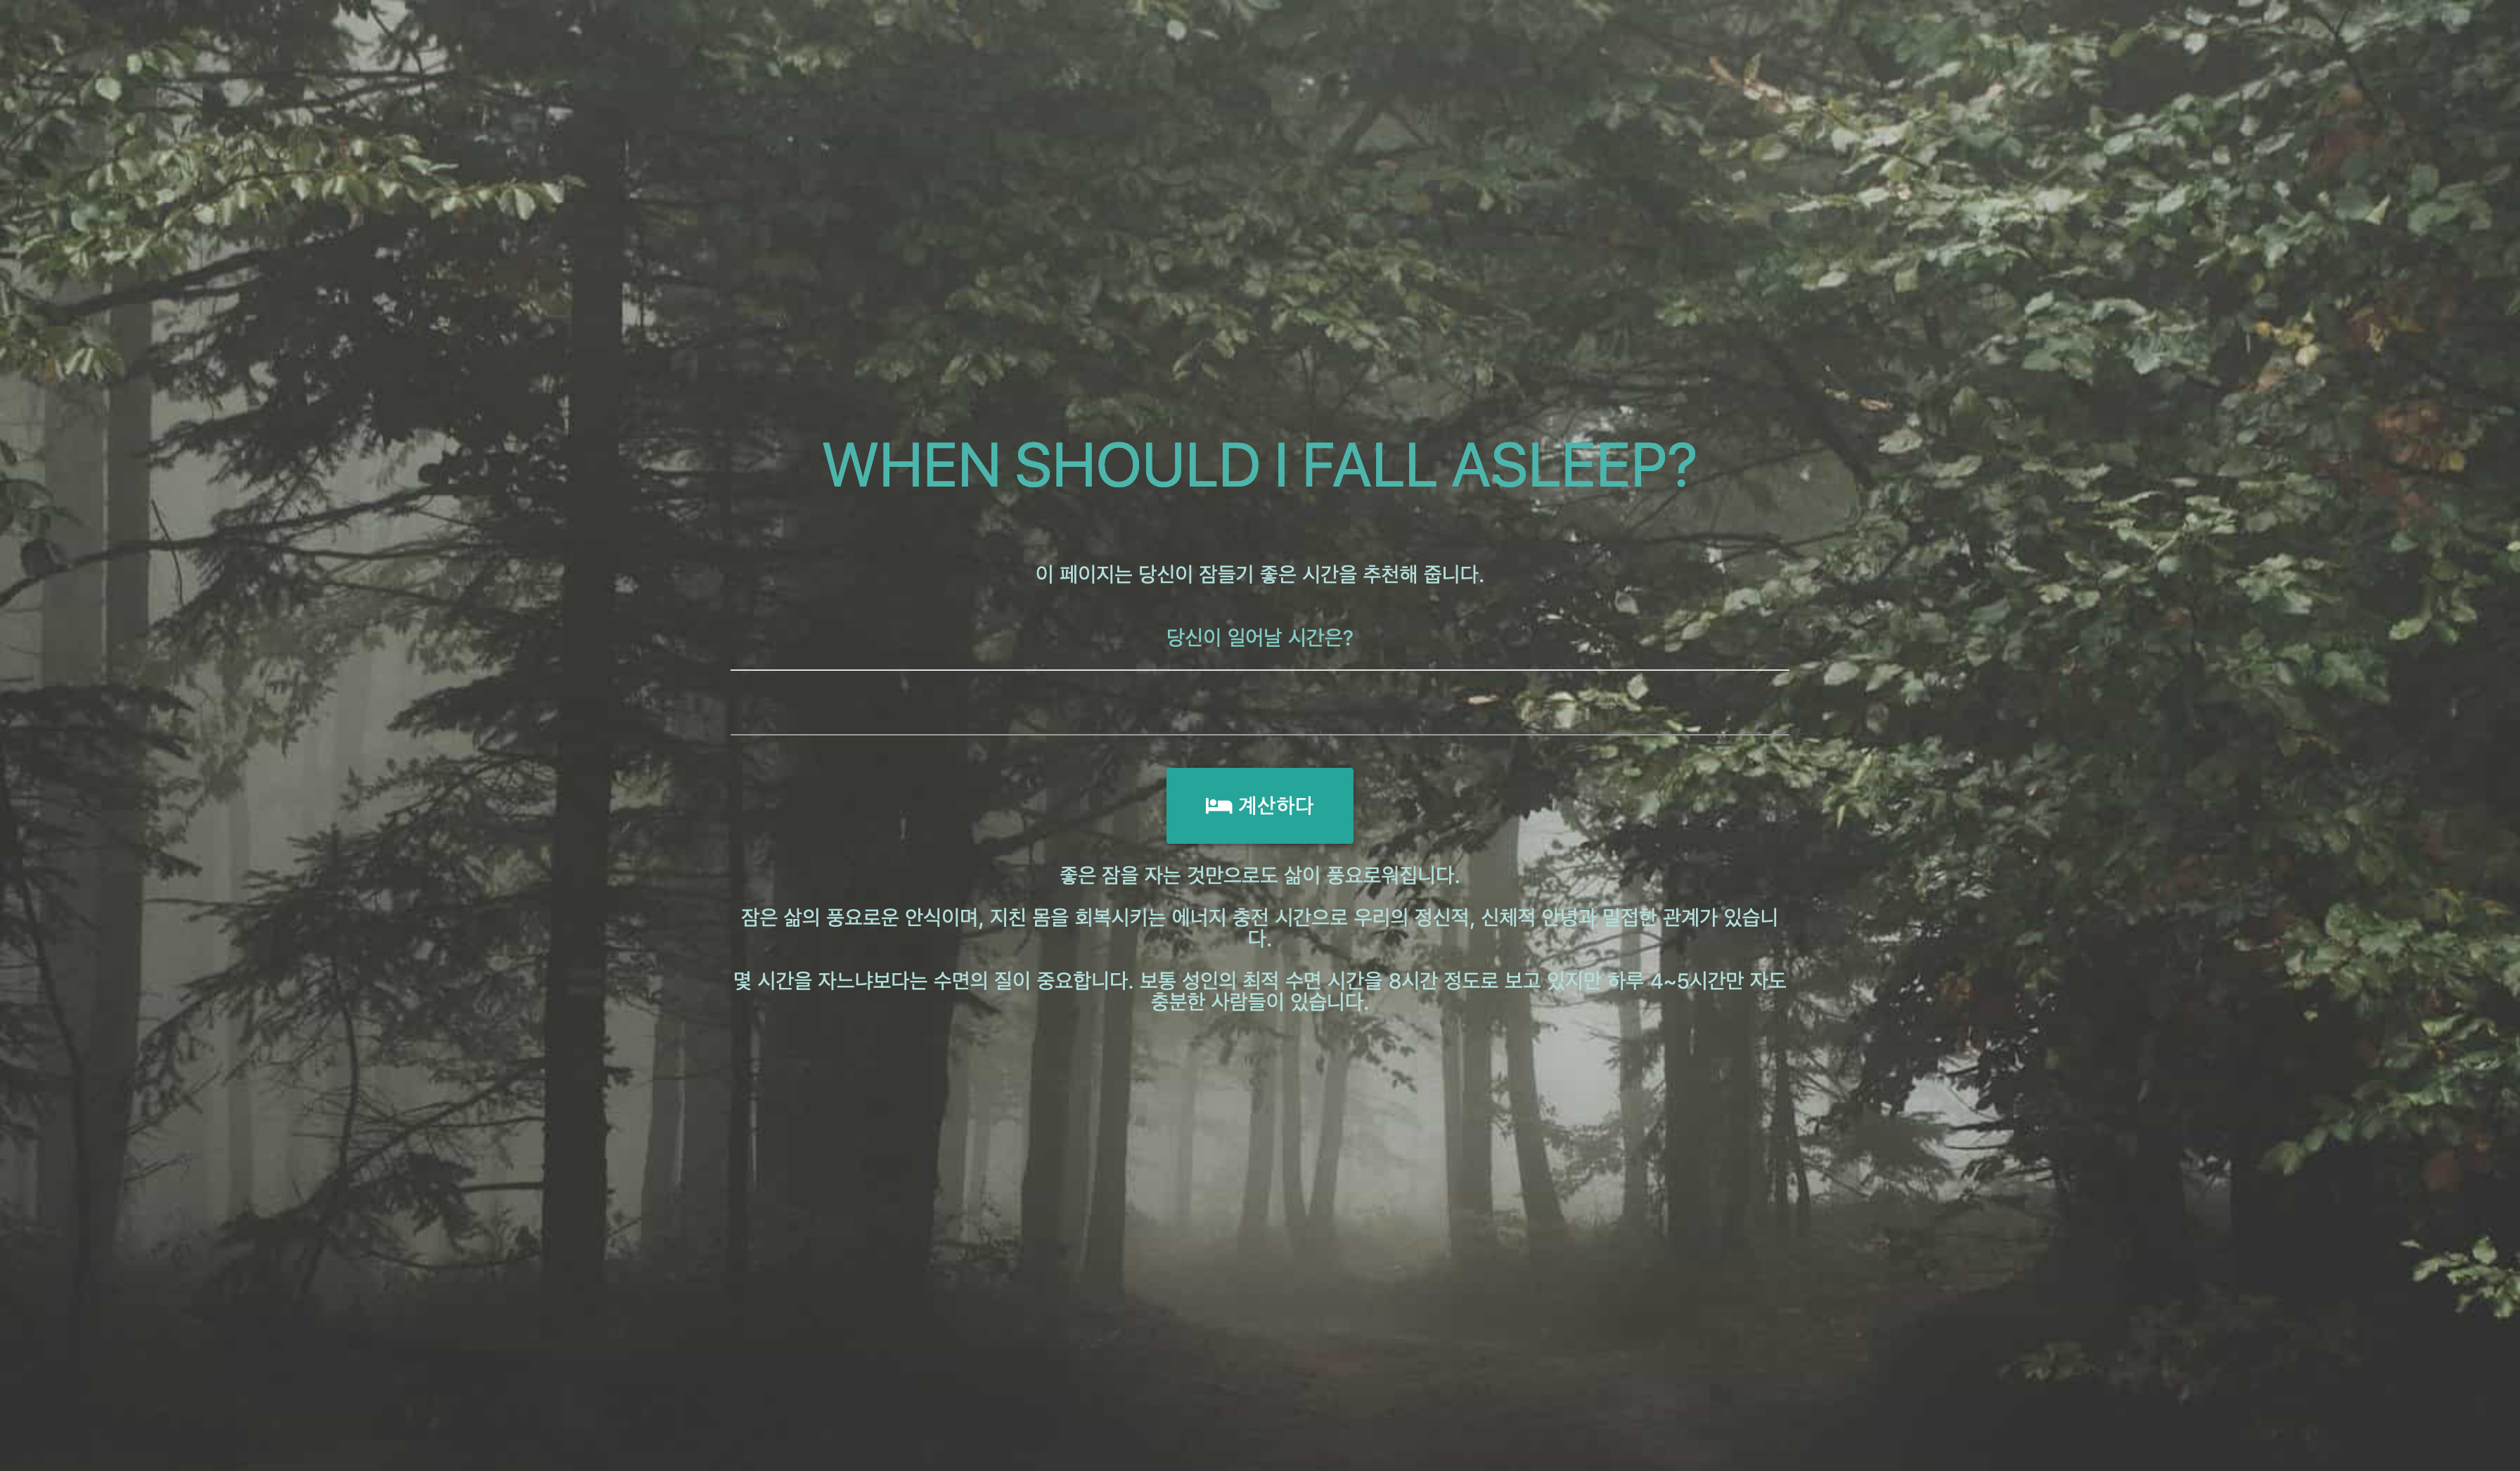 WHEN SHOULD I FALL ASLEEP?
이 페이지는 당신이 잠들기 좋은 시간을 추천해 줍니다.
당신이 일어날 시간은?
계산하다
좋은 잠을 자는 것만으로도 삶이 풍요로워집니다.
잠은 삶의 풍요로운 안식이며, 지친 몸을 회복시키는 에너지 충전 시간으로 우리의 정신적, 신체적 안녕과 밀접한 관계가 있습니
다.
몇 시간을 자느냐보다는 수면의 질이 중요합니다. 보통 성인의 최적 수면 시간을 8시간 정도로 보고 있지만 하루 4~5시간만 자도
충분한 사람들이 있습니다.